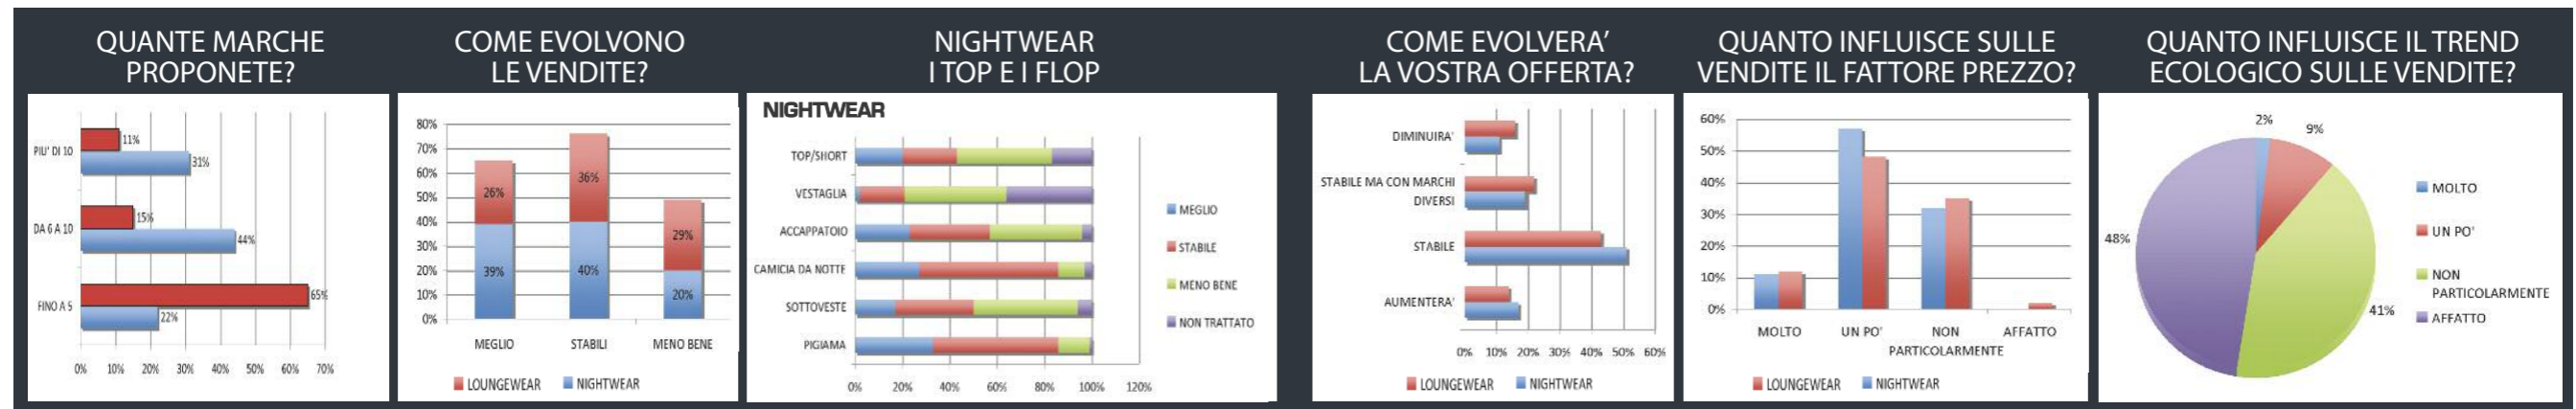 QUANTE MARCHE
PROPONETE?
PIU' DI 10
11%
31%
DA 6 A 10
15%
44%
FINO A 5
65%
22%
0% 10% 20% 30% 40% 50% 60% 70%
COME EVOLVONO
LE VENDITE?
80%
70%
60%
50%
40%
30%
20%
10%
0%
26%
39%
36%
40%
29%
20%
MEGLIO STABILI MENO BENE
LOUNGEWEAR NIGHTWEAR
NIGHTWEAR
I TOP E I FLOP
NIGHTWEAR
TOP/SHORT
VESTAGLIA
ACCAPPATOIO
CAMICIA DA NOTTE
SOTTOVESTE
PIGIAMA
0% 20% 40% 60% 80% 100% 120%
MEGLIO
STABILE
MENO BENE
NON TRATTATO
COME EVOLVERA’
LA VOSTRA OFFERTA?
DIMINUIRA'
STABILE MA CON MARCHI
DIVERSI
STABILE
AUMENTERA'
0% 10% 20% 30% 40% 50% 60%
LOUNGEWEAR NIGHTWEAR
QUANTO INFLUISCE SULLE
VENDITE IL FATTORE PREZZO?
60%
50%
40%
30%
20%
10%
0%
MOLTO UN PO' NON AFFATTO
PARTICOLARMENTE
LOUNGEWEAR NIGHTWEAR
QUANTO INFLUISCE IL TREND
ECOLOGICO SULLE VENDITE?
2%
9%
48%
41%
MOLTO
UN PO'
NON
PARTICOLARMENTE
AFFATTO